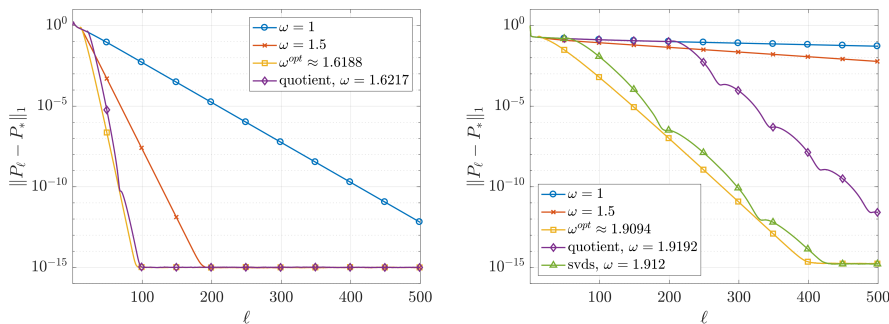 10^0
10^{-5}
10^{-10}
10^{-15}
‖P_ℓ − P_*‖_1
100 200 300 400 500
ℓ
ω = 1
ω = 1.5
ω^{opt} ≈ 1.6188
quotient, ω = 1.6217
10^0
10^{-5}
10^{-10}
10^{-15}
‖P_ℓ − P_*‖_1
100 200 300 400 500
ℓ
ω = 1
ω = 1.5
ω^{opt} ≈ 1.9094
quotient, ω = 1.9192
svds, ω = 1.912